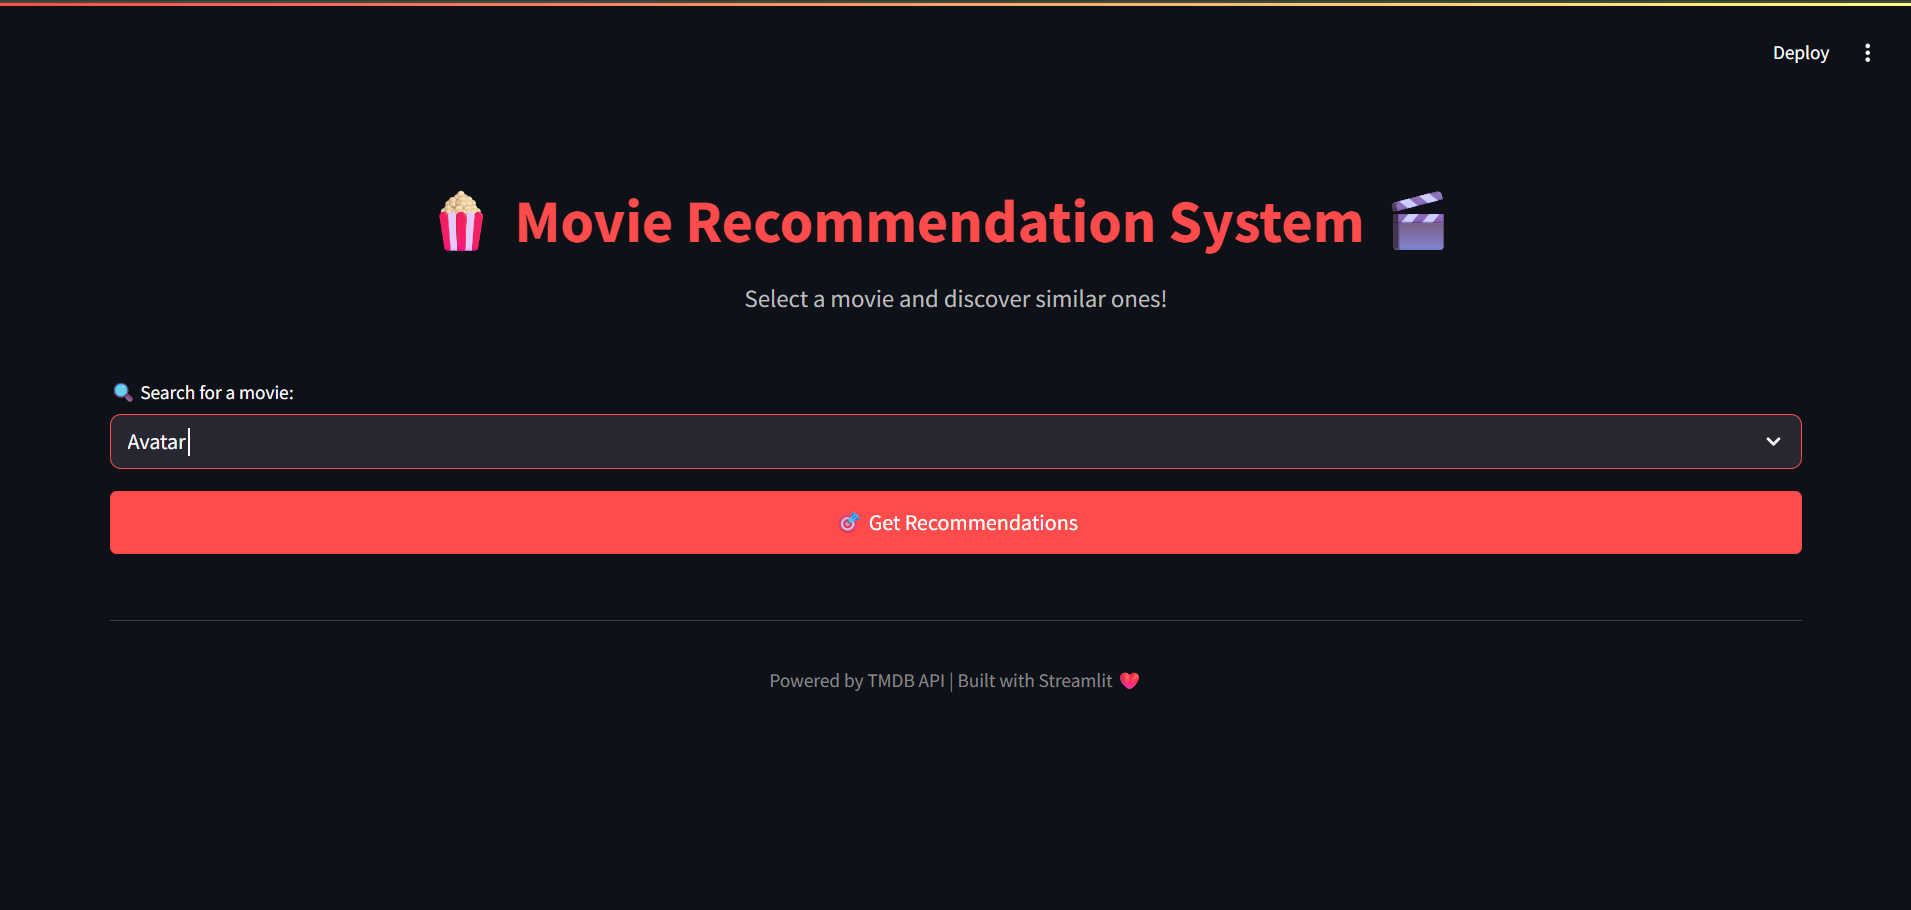 Deploy
Movie Recommendation System
Select a movie and discover similar ones!
Search for a movie:
Avatar
Get Recommendations
Powered by TMDB API | Built with Streamlit